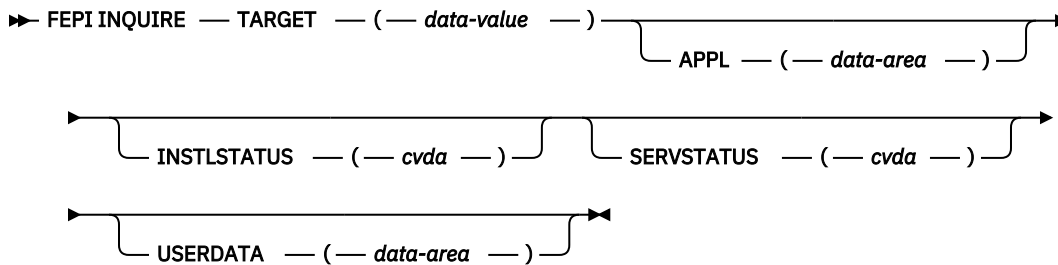 FEPI INQUIRE TARGET ( data-value )
APPL ( data-area )
INSTLSTATUS ( cvda ) SERVSTATUS ( cvda )
USERDATA ( data-area )